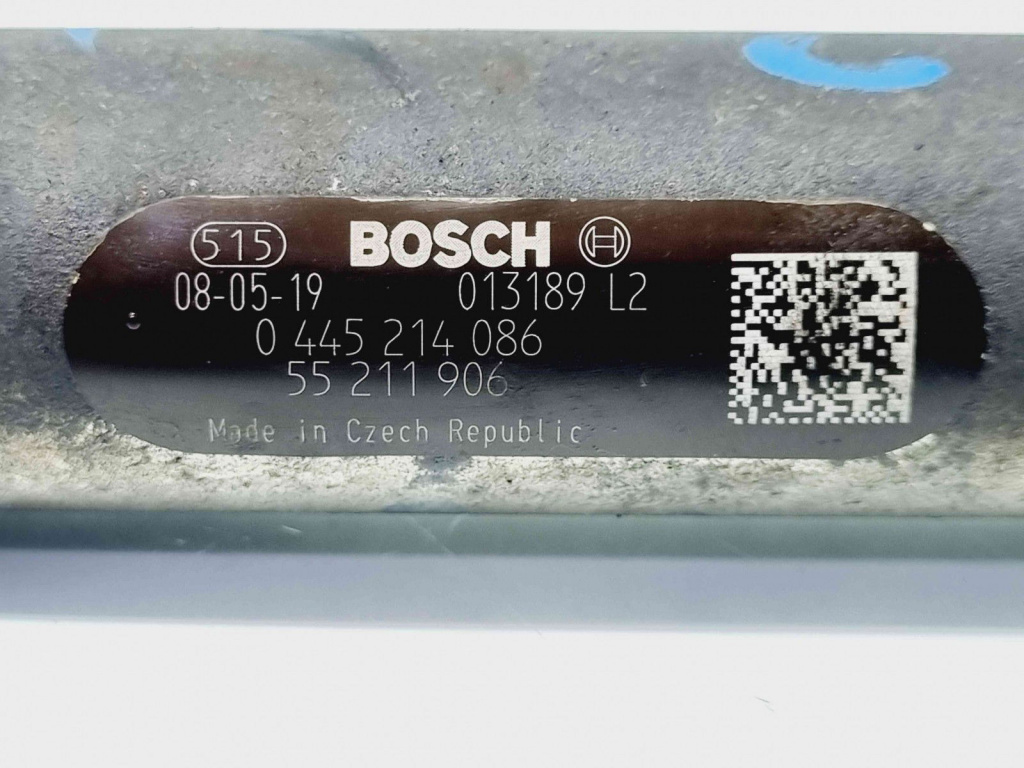 515 BOSCH
08-05-19 013189 L2
0 445 214 086
55 211 906
Made in Czech Republic